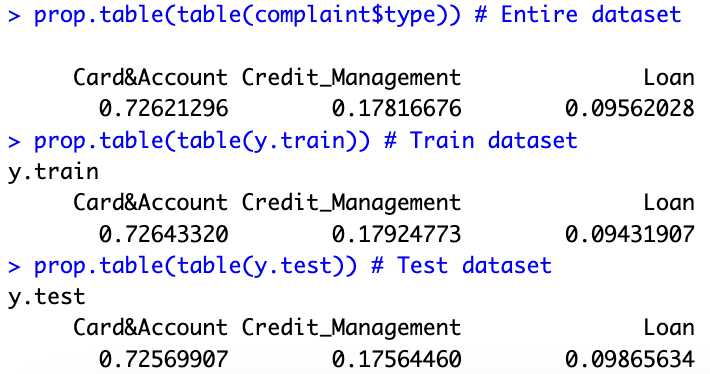 > prop.table(table(complaint$type)) # Entire dataset
Card&Account Credit_Management Loan
0.72621296 0.17816676 0.09562028
> prop.table(table(y.train)) # Train dataset
y.train
Card&Account Credit_Management Loan
0.72643320 0.17924773 0.09431907
> prop.table(table(y.test)) # Test dataset
y.test
Card&Account Credit_Management Loan
0.72569907 0.17564460 0.09865634